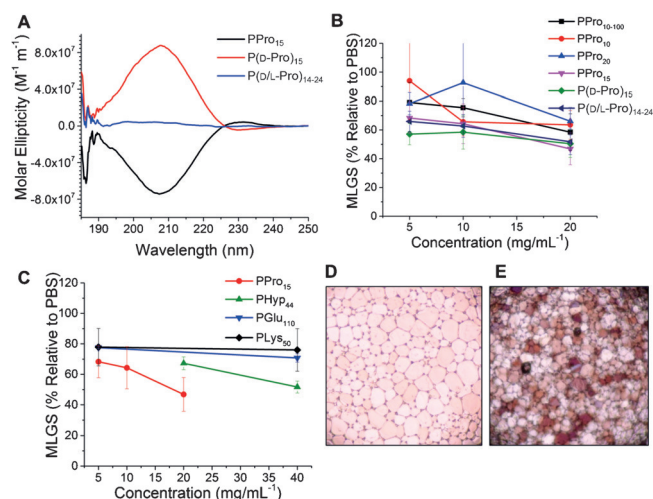 A
Molar Ellipticity (M⁻¹ m⁻¹)
8.0x10⁷
4.0x10⁷
0.0
-4.0x10⁷
-8.0x10⁷
PPro₁₅
P(D-Pro)₁₅
P(D/L-Pro)₁₄₋₂₄
190 200 210 220 230 240 250
Wavelength (nm)
B
MLGS (% Relative to PBS)
120
100
80
60
40
20
0
PPro₁₀₋₁₀₀
PPro₁₀
PPro₂₀
PPro₁₅
P(D-Pro)₁₅
P(D/L-Pro)₁₄₋₂₄
5 10 15 20
Concentration (mg/mL⁻¹)
C
MLGS (% Relative to PBS)
120
100
80
60
40
20
0
PPro₁₅
PHyp₄₄
PGlu₁₁₀
PLys₅₀
5 10 15 20 25 30 35 40
Concentration (mg/mL⁻¹)
D
E